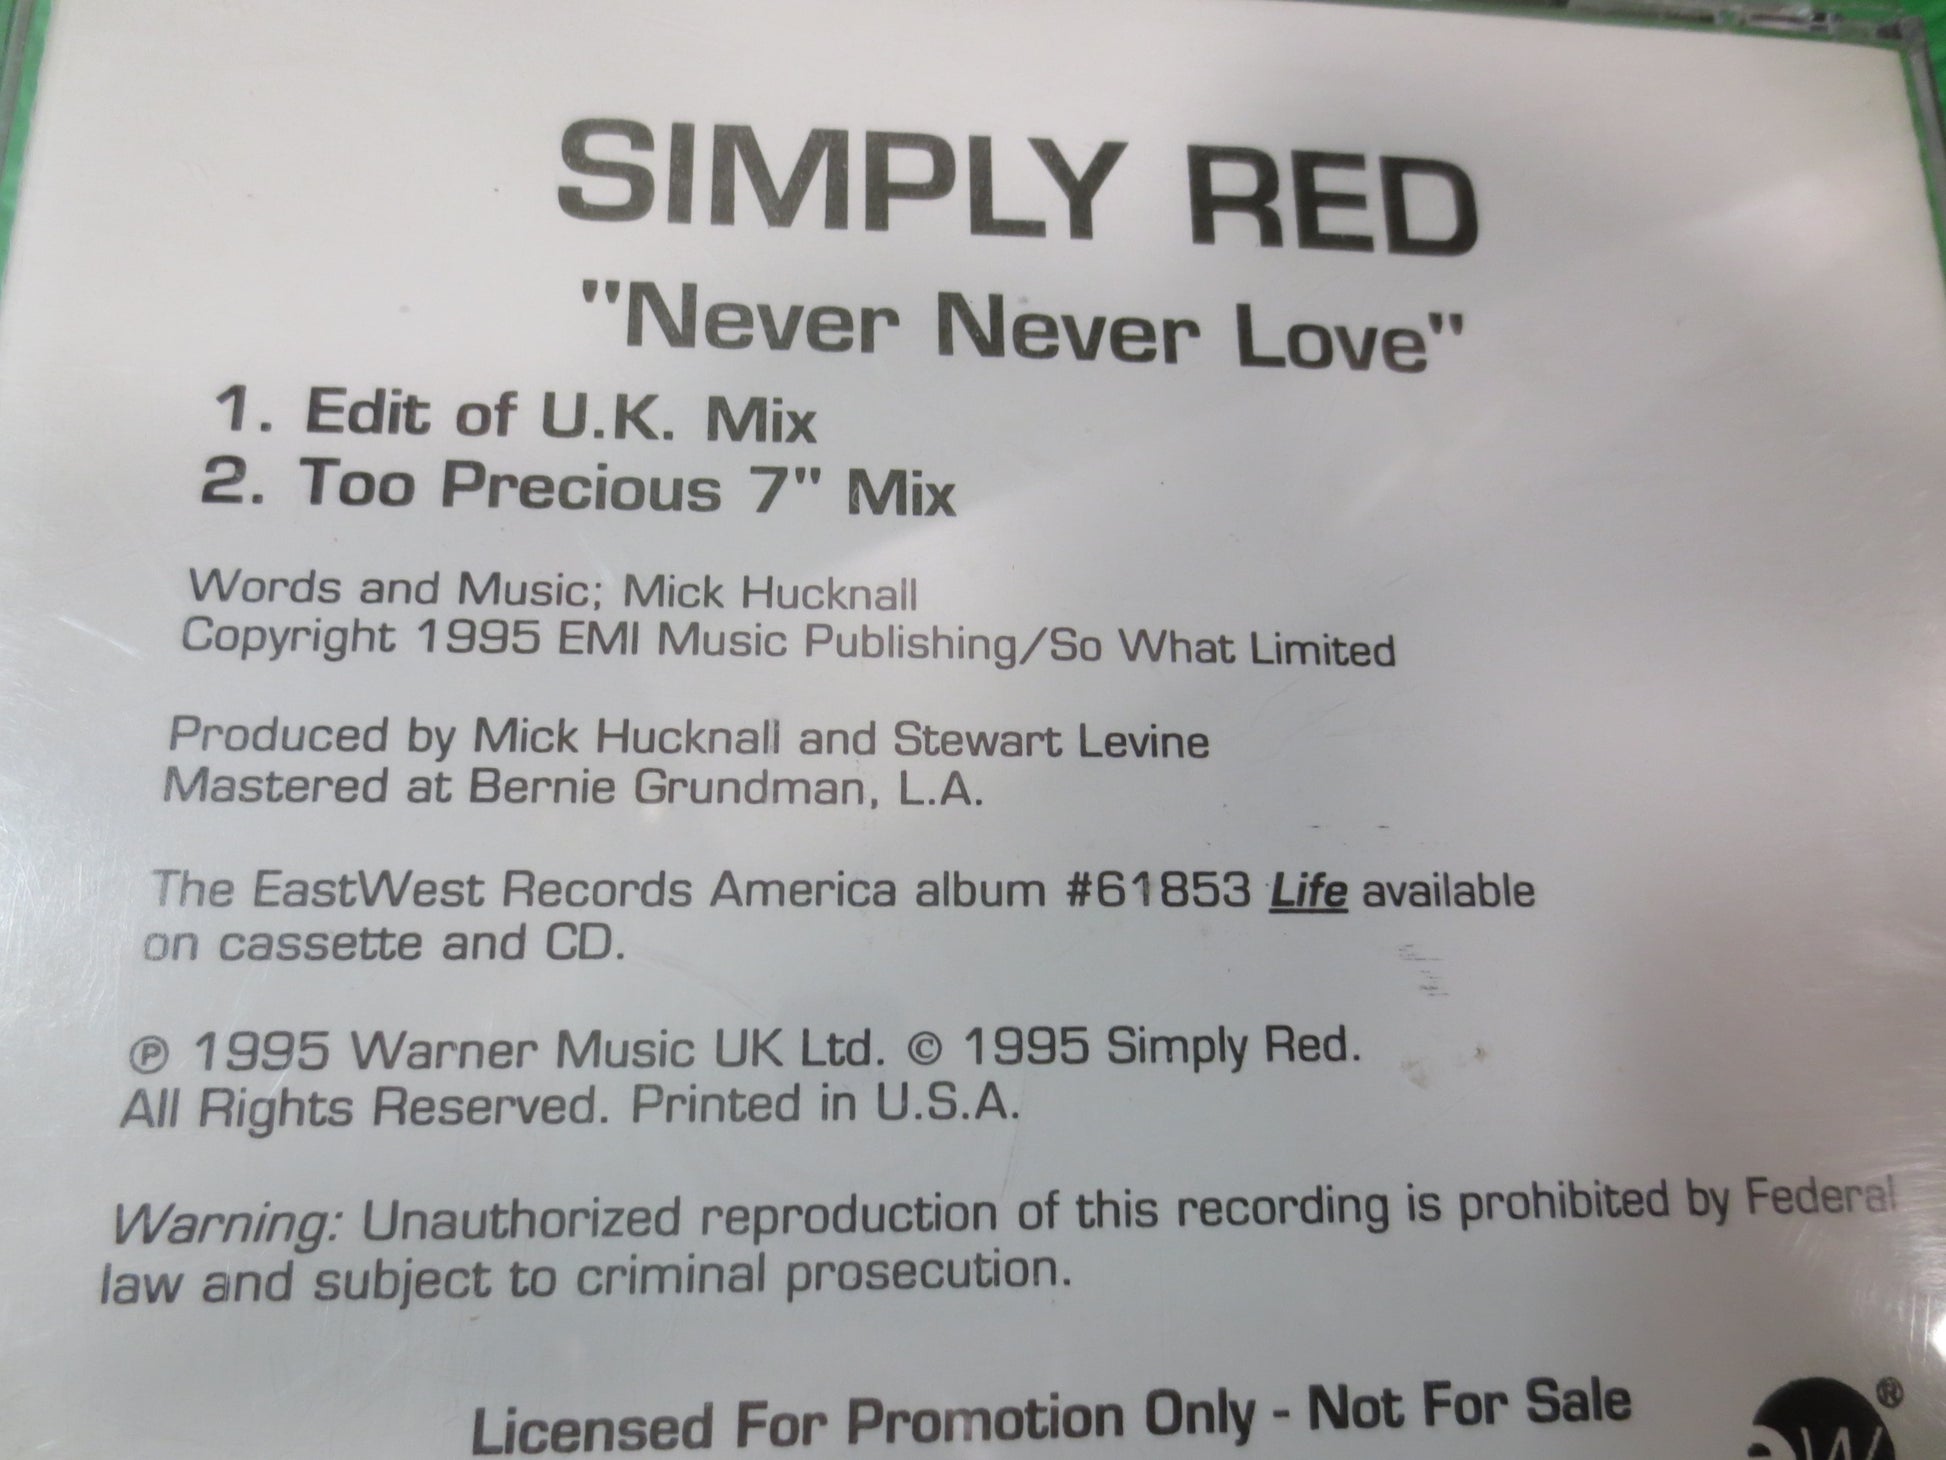 SIMPLY RED
"Never Never Love"
1. Edit of U.K. Mix
2. Too Precious 7" Mix
Words and Music; Mick Hucknall
Copyright 1995 EMI Music Publishing/So What Limited
Produced by Mick Hucknall and Stewart Levine
Mastered at Bernie Grundman, L.A.
The EastWest Records America album #61853 Life available
on cassette and CD.
℗ 1995 Warner Music UK Ltd. © 1995 Simply Red.
All Rights Reserved. Printed in U.S.A.
Warning: Unauthorized reproduction of this recording is prohibited by Federal
law and subject to criminal prosecution.
Licensed For Promotion Only - Not For Sale
®